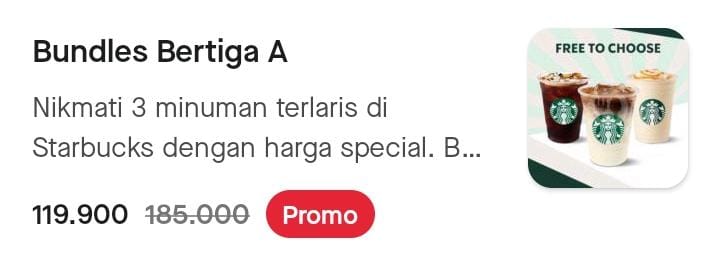 Bundles Bertiga A
FREE TO CHOOSE
Nikmati 3 minuman terlaris di
Starbucks dengan harga special. B...
119.900 185.000 Promo